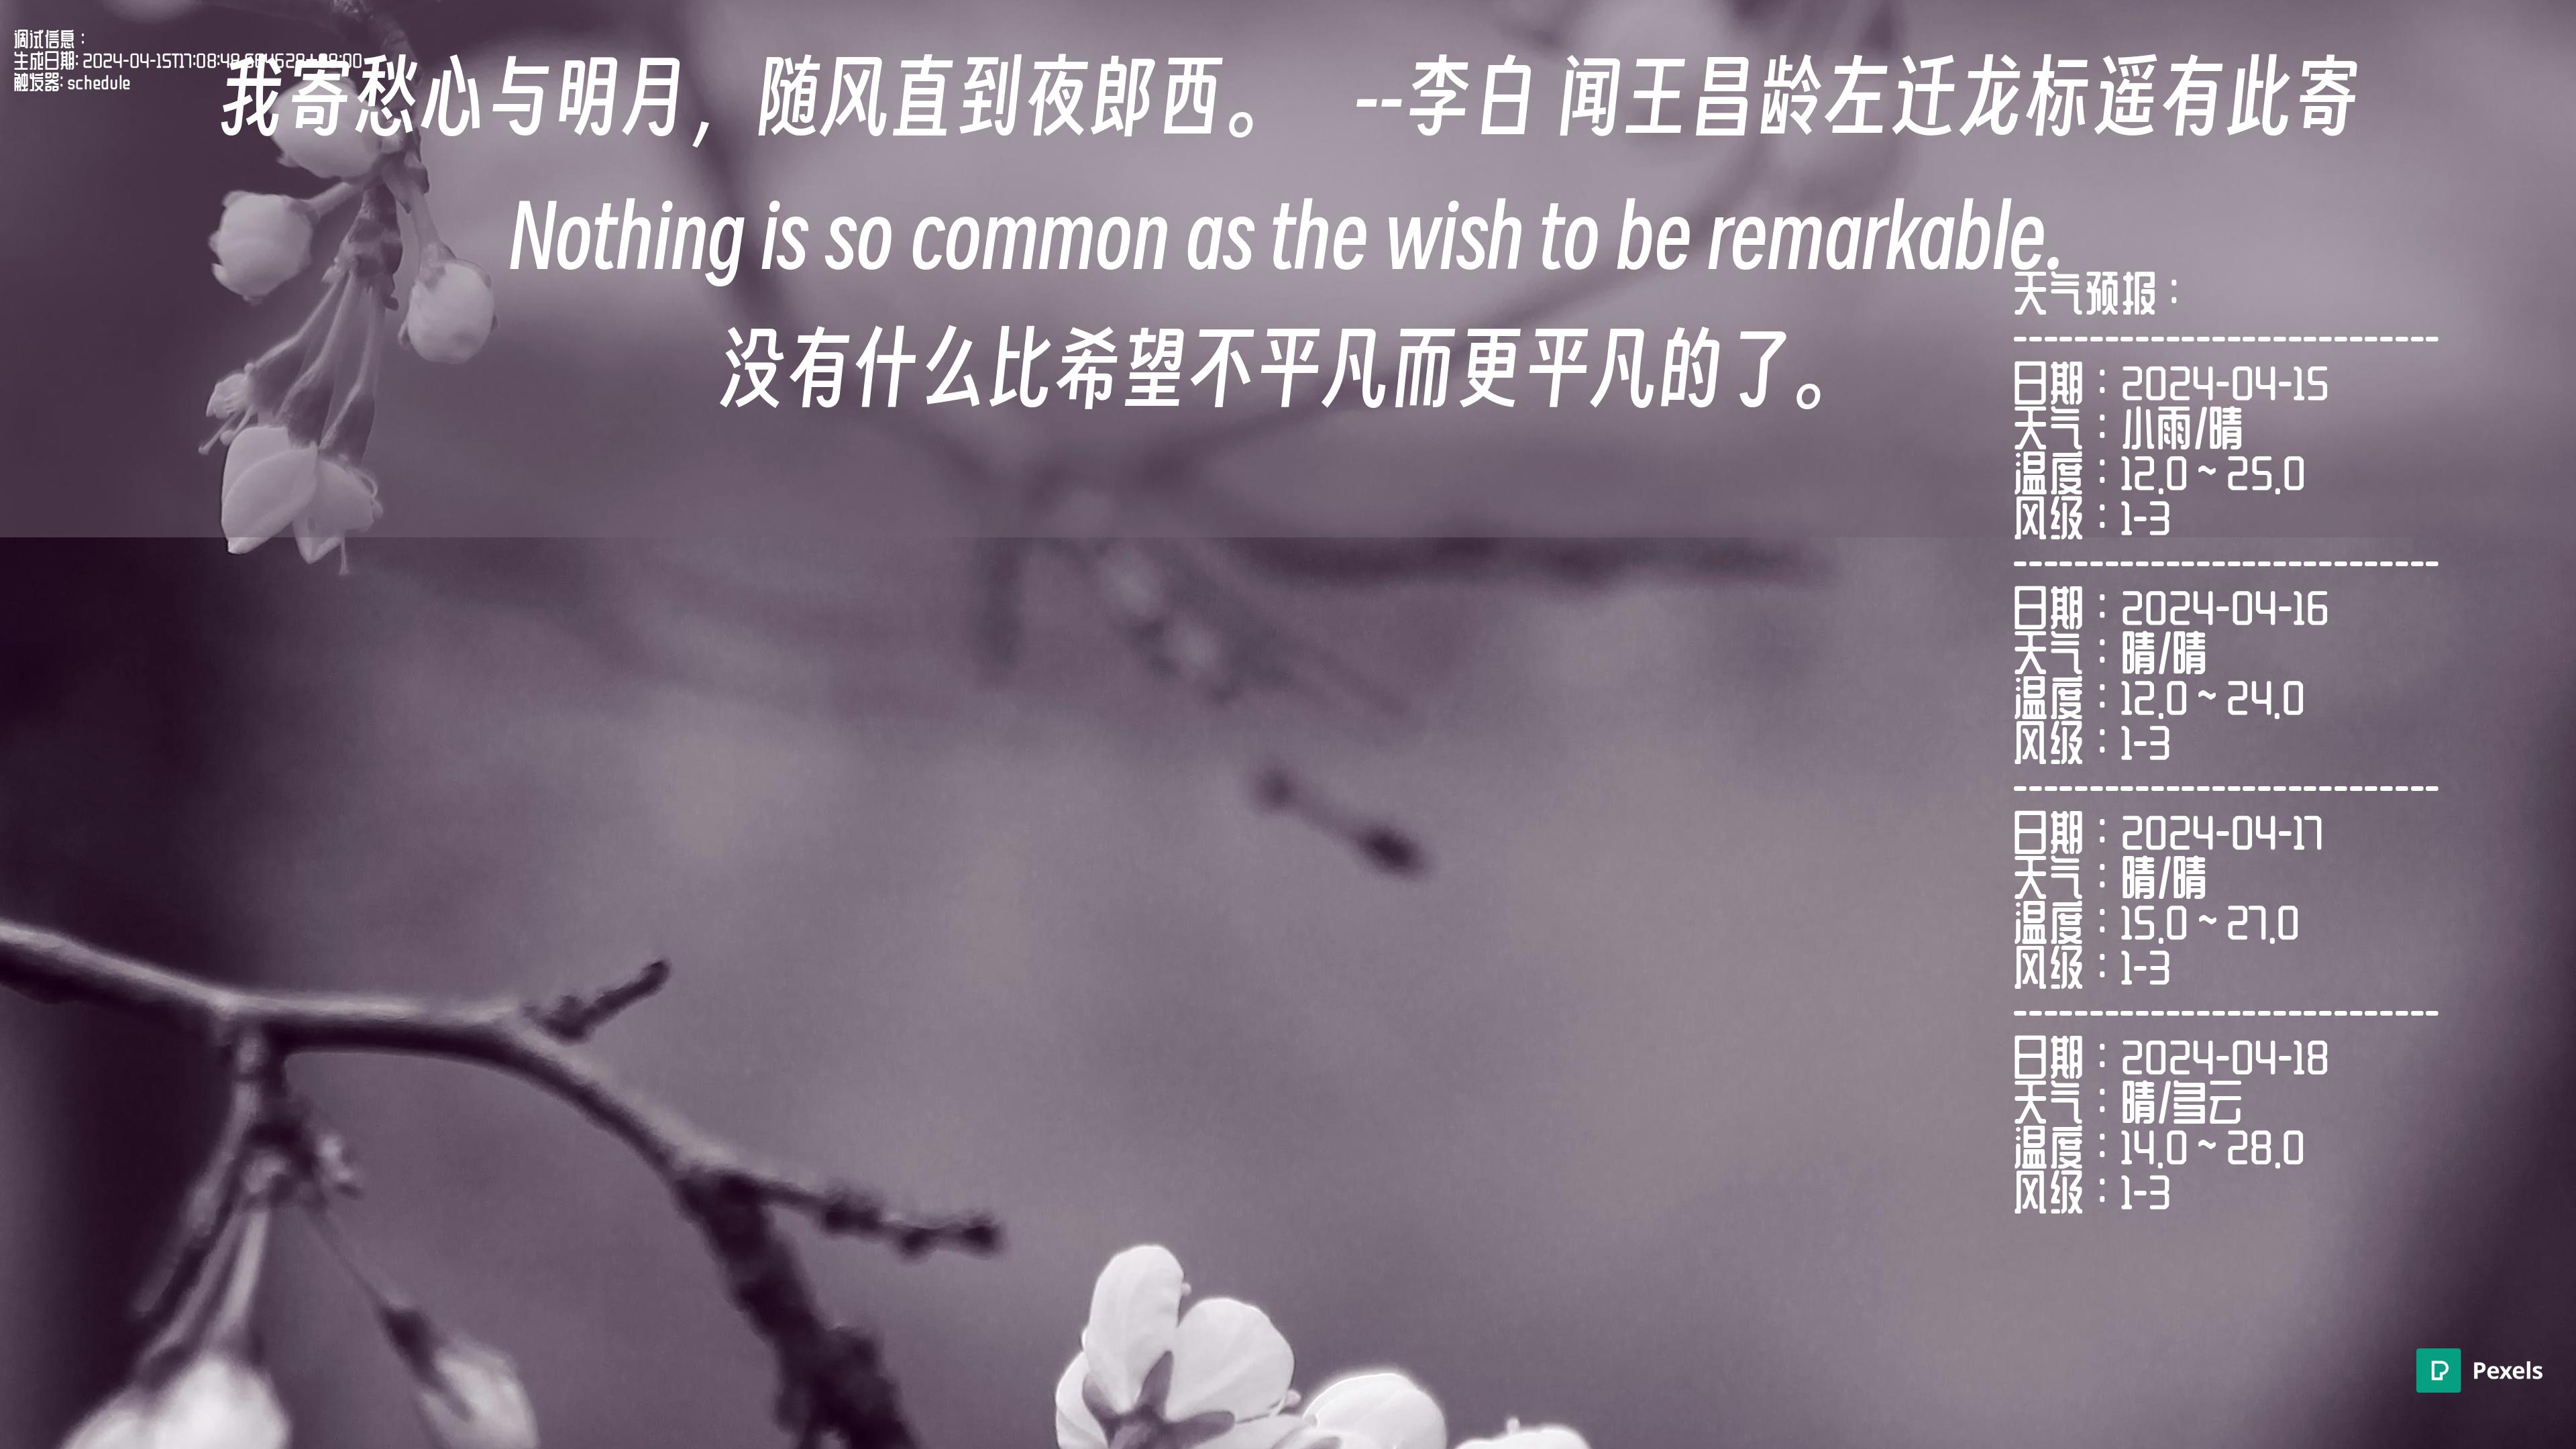 调试信息：
生成日期: 2024-04-15T17:08:48
触发器: schedule
我寄愁心与明月，随风直到夜郎西。 --李白 闻王昌龄左迁龙标遥有此寄
Nothing is so common as the wish to be remarkable.
没有什么比希望不平凡而更平凡的了。
天气预报：
----------------------------
日期：2024-04-15
天气：小雨/晴
温度：12.0 ~ 25.0
风级：1-3
----------------------------
日期：2024-04-16
天气：晴/晴
温度：12.0 ~ 24.0
风级：1-3
----------------------------
日期：2024-04-17
天气：晴/晴
温度：15.0 ~ 27.0
风级：1-3
----------------------------
日期：2024-04-18
天气：晴/多云
温度：14.0 ~ 28.0
风级：1-3
Pexels